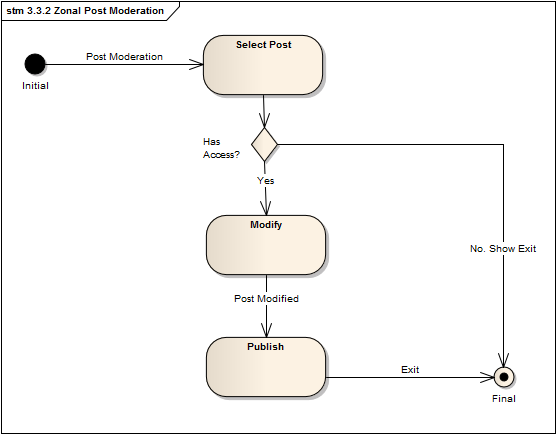 stm 3.3.2 Zonal Post Moderation
Select Post
Post Moderation
Initial
Has
Access?
Yes
Modify
No. Show Exit
Post Modified
Publish
Exit
Final